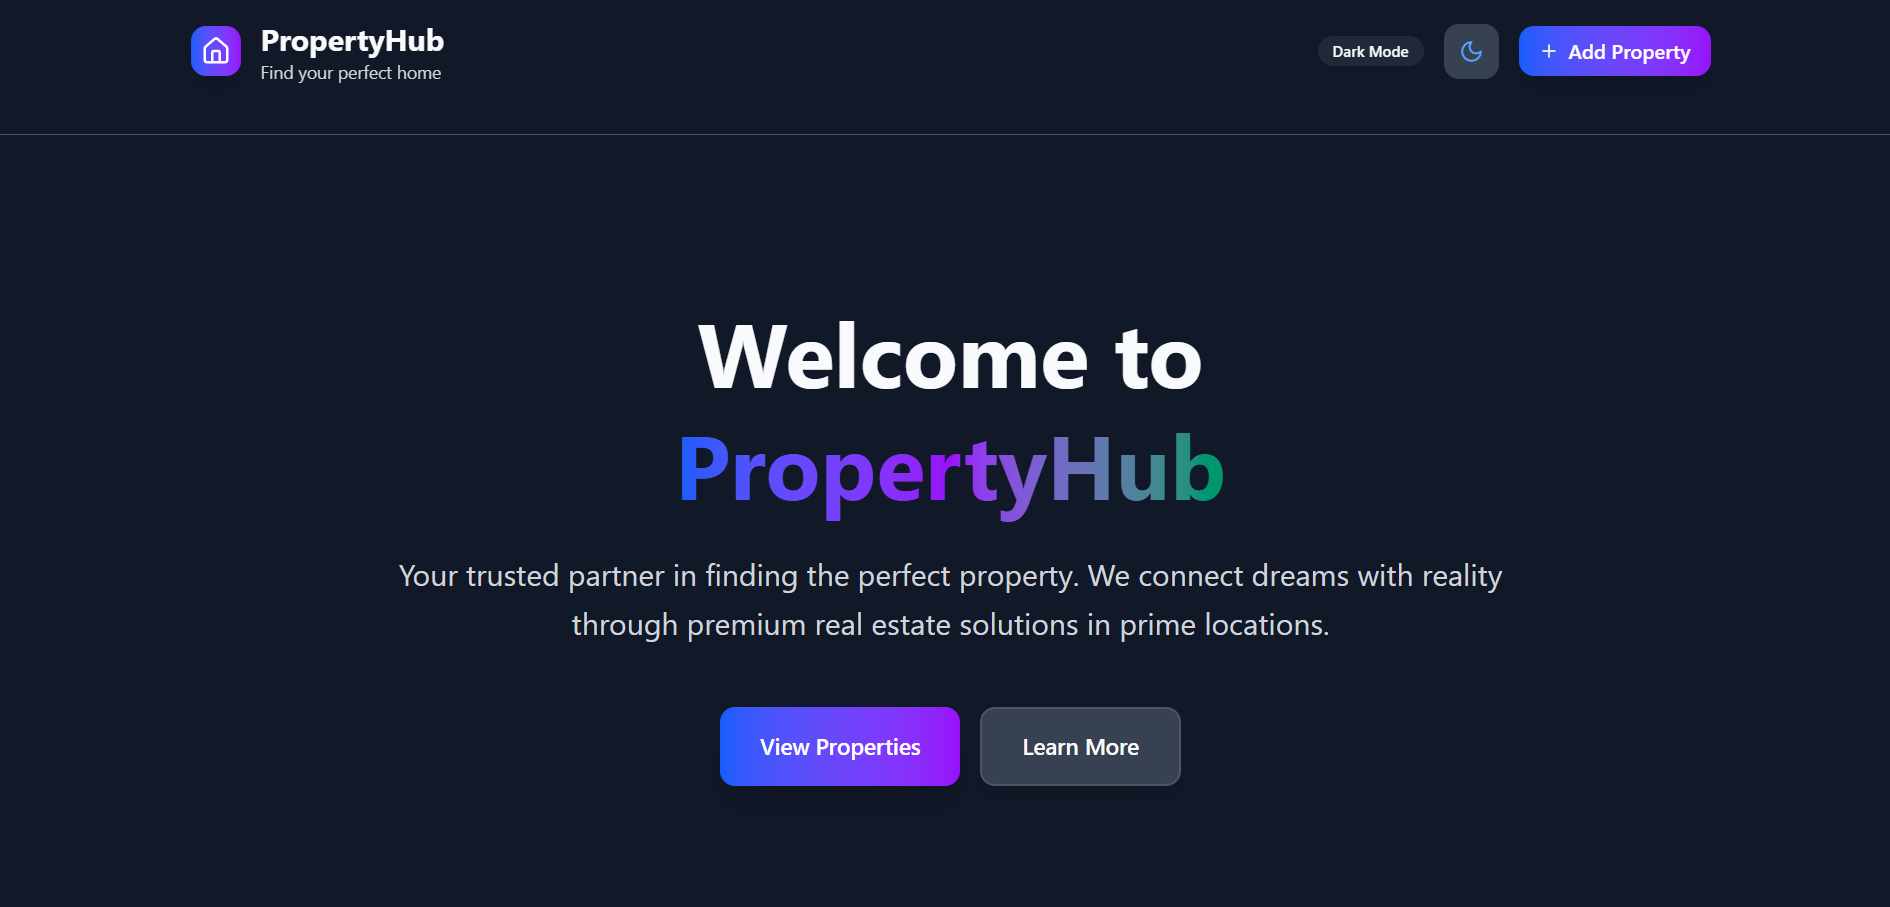 PropertyHub
Find your perfect home
Dark Mode
Add Property
Welcome to
PropertyHub
Your trusted partner in finding the perfect property. We connect dreams with reality
through premium real estate solutions in prime locations.
View Properties
Learn More